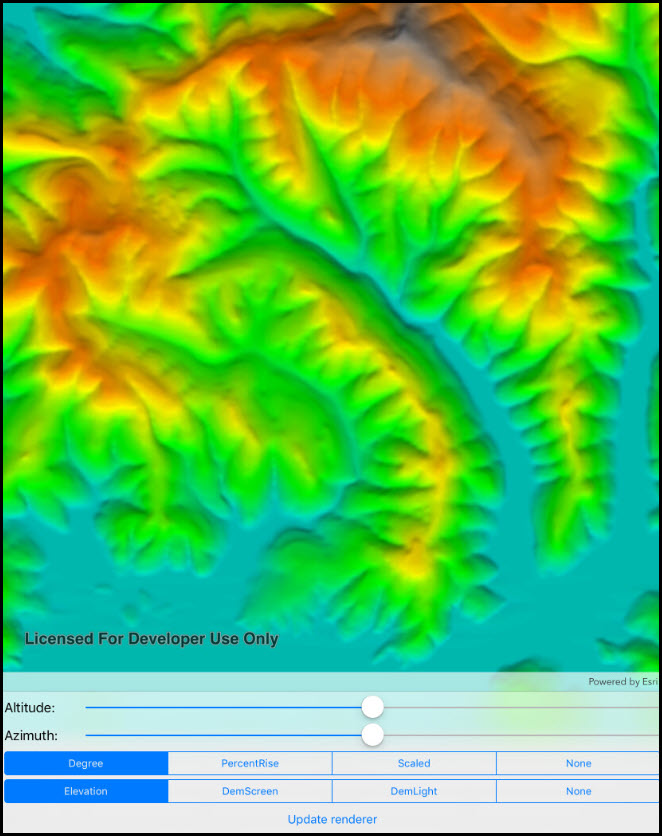 Licensed For Developer Use Only
Powered by Esri
Altitude:
Azimuth:
Degree PercentRise Scaled None
Elevation DemScreen DemLight None
Update renderer